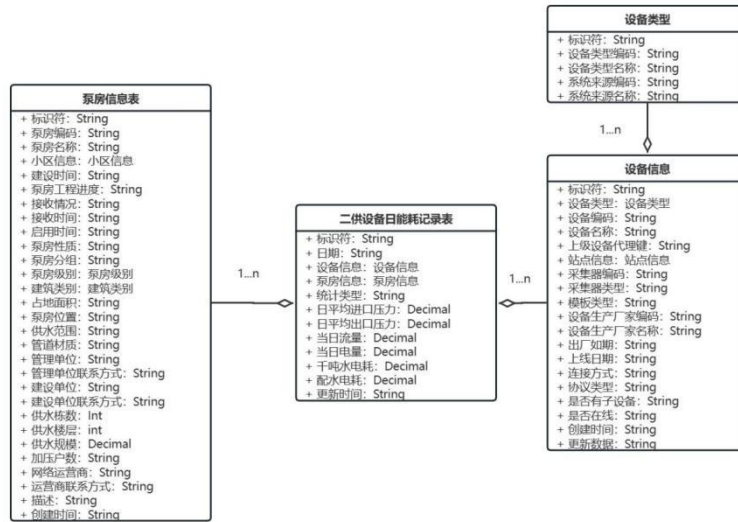 泵房信息表
+ 标识符：String
+ 泵房编码：String
+ 泵房名称：String
+ 小区信息：小区信息
+ 建设时间：String
+ 泵房工程进度：String
+ 接收情况：String
+ 接收时间：String
+ 启用时间：String
+ 泵房性质：String
+ 泵房分组：String
+ 泵房级别：泵房级别
+ 建筑类别：建筑类别
+ 占地面积：String
+ 泵房位置：String
+ 供水范围：String
+ 管道材质：String
+ 管理单位：String
+ 管理单位联系方式：String
+ 建设单位：String
+ 建设单位联系方式：String
+ 供水栋数：Int
+ 供水楼层：int
+ 供水规模：Decimal
+ 加压户数：String
+ 网络运营商：String
+ 运营商联系方式：String
+ 描述：String
+ 创建时间：String
1...n
二供设备日能耗记录表
+ 标识符：String
+ 日期：String
+ 设备信息：设备信息
+ 泵房信息：泵房信息
+ 统计类型：String
+ 日平均进口压力：Decimal
+ 日平均出口压力：Decimal
+ 当日流量：Decimal
+ 当日电量：Decimal
+ 千吨水电耗：Decimal
+ 配水电耗：Decimal
+ 更新时间：String
1...n
设备类型
+ 标识符：String
+ 设备类型编码：String
+ 设备类型名称：String
+ 系统来源编码：String
+ 系统来源名称：String
1...n
设备信息
+ 标识符：String
+ 设备类型：设备类型
+ 设备编码：String
+ 设备名称：String
+ 上级设备代理键：String
+ 站点信息：站点信息
+ 采集器编码：String
+ 采集器类型：String
+ 模板类型：String
+ 设备生产厂家编码：String
+ 设备生产厂家名称：String
+ 出厂如期：String
+ 上线日期：String
+ 连接方式：String
+ 协议类型：String
+ 是否有子设备：String
+ 是否在线：String
+ 创建时间：String
+ 更新数据：String